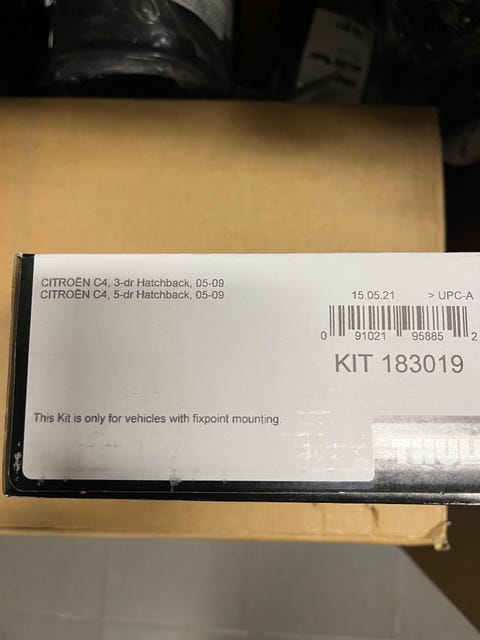 CITROËN C4, 3-dr Hatchback, 05-09
CITROËN C4, 5-dr Hatchback, 05-09
15.05.21 > UPC-A
0 91021 95885 2
KIT 183019
This Kit is only for vehicles with fixpoint mounting.